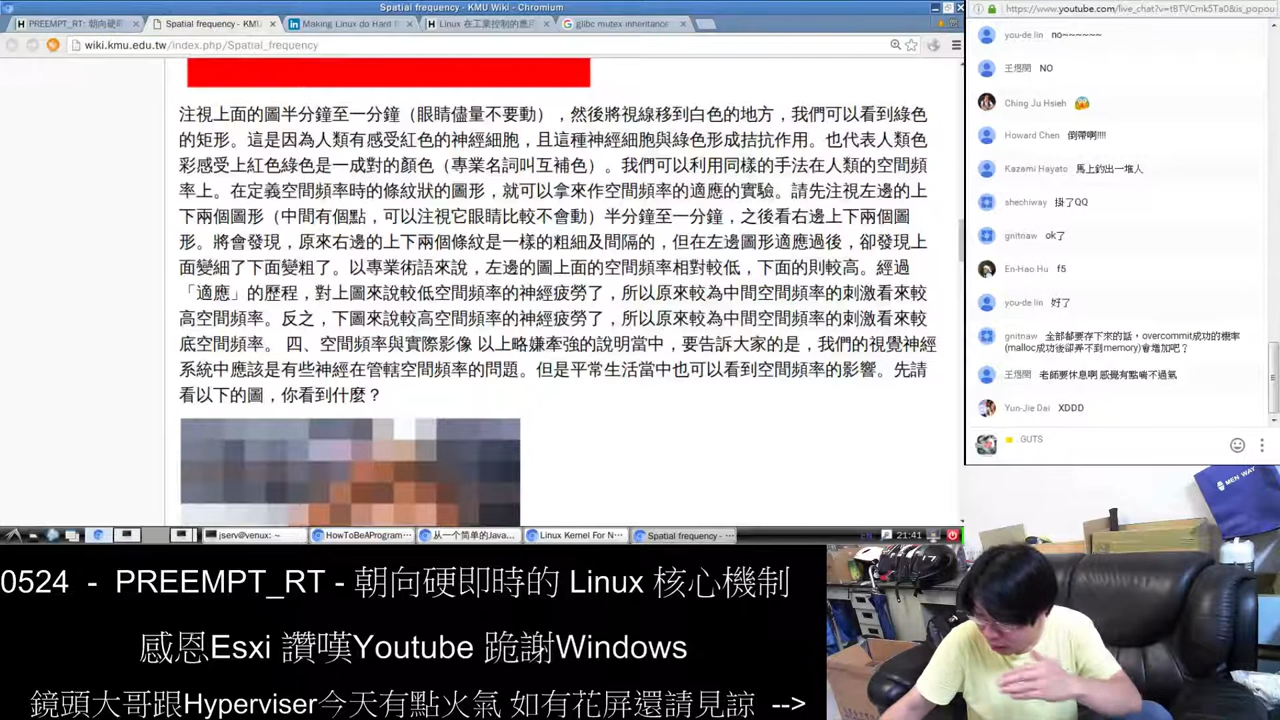 Spatial frequency - KMU Wiki - Chromium
PREEMPT_RT: 朝向硬即
Spatial frequency - KMU
Making Linux do Hard
Linux 在工業控制的應
glibc mutex inheritance
wiki.kmu.edu.tw/index.php/Spatial_frequency
注視上面的圖半分鐘至一分鐘（眼睛儘量不要動），然後將視線移到白色的地方，我們可以看到綠色
的矩形。這是因為人類有感受紅色的神經細胞，且這種神經細胞與綠色形成拮抗作用。也代表人類色
彩感受上紅色綠色是一成對的顏色（專業名詞叫互補色）。我們可以利用同樣的手法在人類的空間頻
率上。在定義空間頻率時的條紋狀的圖形，就可以拿來作空間頻率的適應的實驗。請先注視左邊的上
下兩個圖形（中間有個點，可以注視它眼睛比較不會動）半分鐘至一分鐘，之後看右邊上下兩個圖
形。將會發現，原來右邊的上下兩個條紋是一樣的粗細及間隔的，但在左邊圖形適應過後，卻發現上
面變細了下面變粗了。以專業術語來說，左邊的圖上面的空間頻率相對較低，下面的則較高。經過
「適應」的歷程，對上圖來說較低空間頻率的神經疲勞了，所以原來較為中間空間頻率的刺激看來較
高空間頻率。反之，下圖來說較高空間頻率的神經疲勞了，所以原來較為中間空間頻率的刺激看來較
底空間頻率。 四、空間頻率與實際影像 以上略嫌牽強的說明當中，要告訴大家的是，我們的視覺神經
系統中應該是有些神經在管轄空間頻率的問題。但是平常生活當中也可以看到空間頻率的影響。先請
看以下的圖，你看到什麼？
jserv@venux: ~
HowToBeAProgram...
从一个简单的Java...
Linux Kernel For N...
Spatial frequency - ...
EN
21:41
https://www.youtube.com/live_chat?v=t8TVCmk5Ta0&is_popou
you-de lin no~~~~~~
王煜閔 NO
Ching Ju Hsieh
Howard Chen 倒帶喇!!!!
Kazami Hayato 馬上釣出一堆人
shechiway 掛了QQ
gnitnaw ok了
En-Hao Hu f5
you-de lin 好了
gnitnaw 全部都要存下來的話，overcommit成功的機率
(malloc成功後卻弄不到memory)會增加吧？
王煜閔 老師要休息啊 感覺有點喘不過氣
Yun-Jie Dai XDDD
GUTS
MEN WAY
0524 - PREEMPT_RT - 朝向硬即時的 Linux 核心機制
感恩Esxi 讚嘆Youtube 跪謝Windows
鏡頭大哥跟Hyperviser今天有點火氣 如有花屏還請見諒 -->